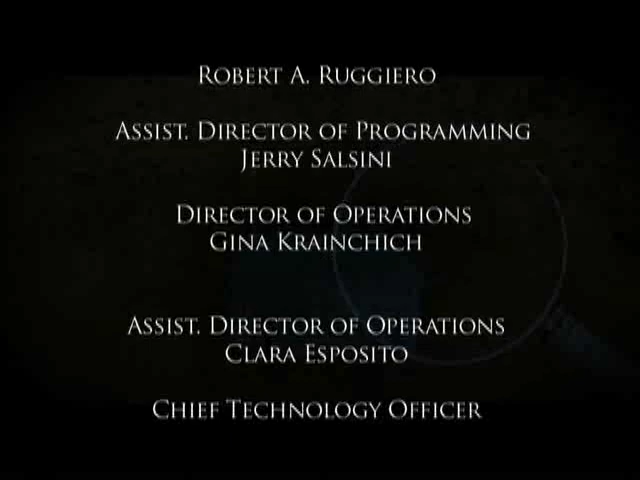 Robert A. Ruggiero
Assist. Director of Programming
Jerry Salsini
Director of Operations
Gina Krainchich
Assist. Director of Operations
Clara Esposito
Chief Technology Officer